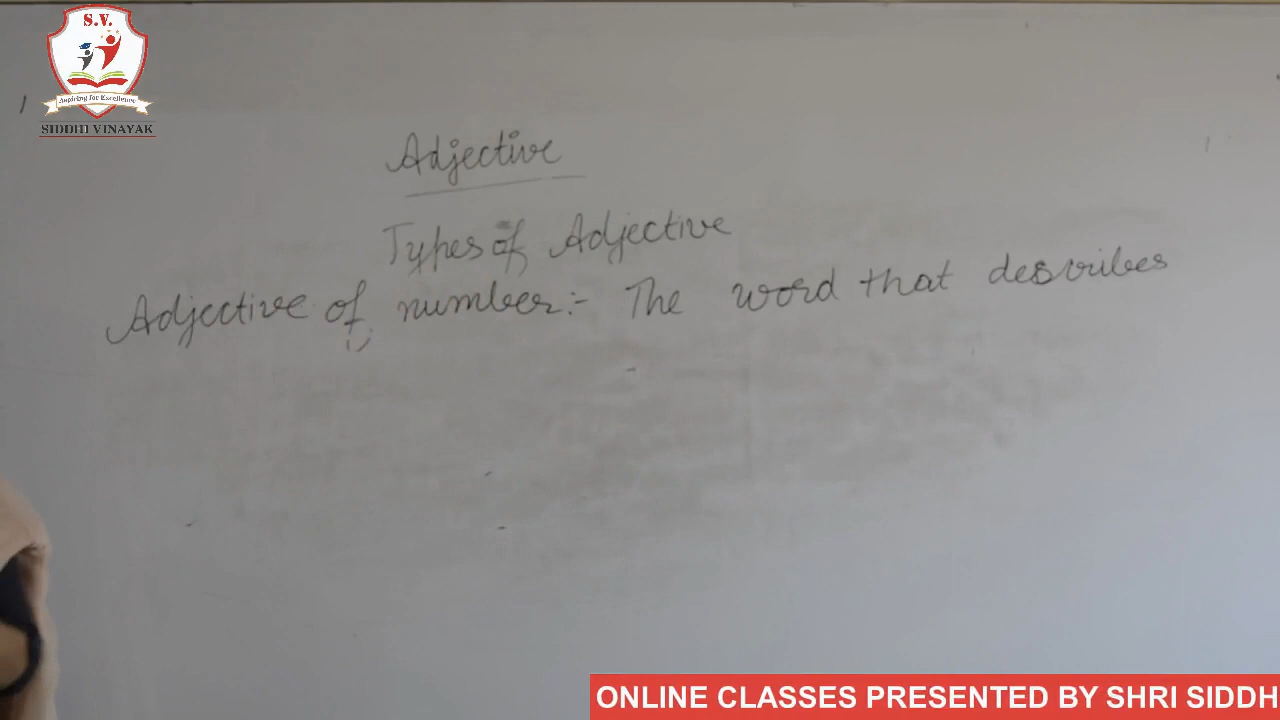 S.V.
Aspiring for Excellence
SIDDHI VINAYAK
Adjective
Types of Adjective
Adjective of number:- The word that describes
ONLINE CLASSES PRESENTED BY SHRI SIDDH